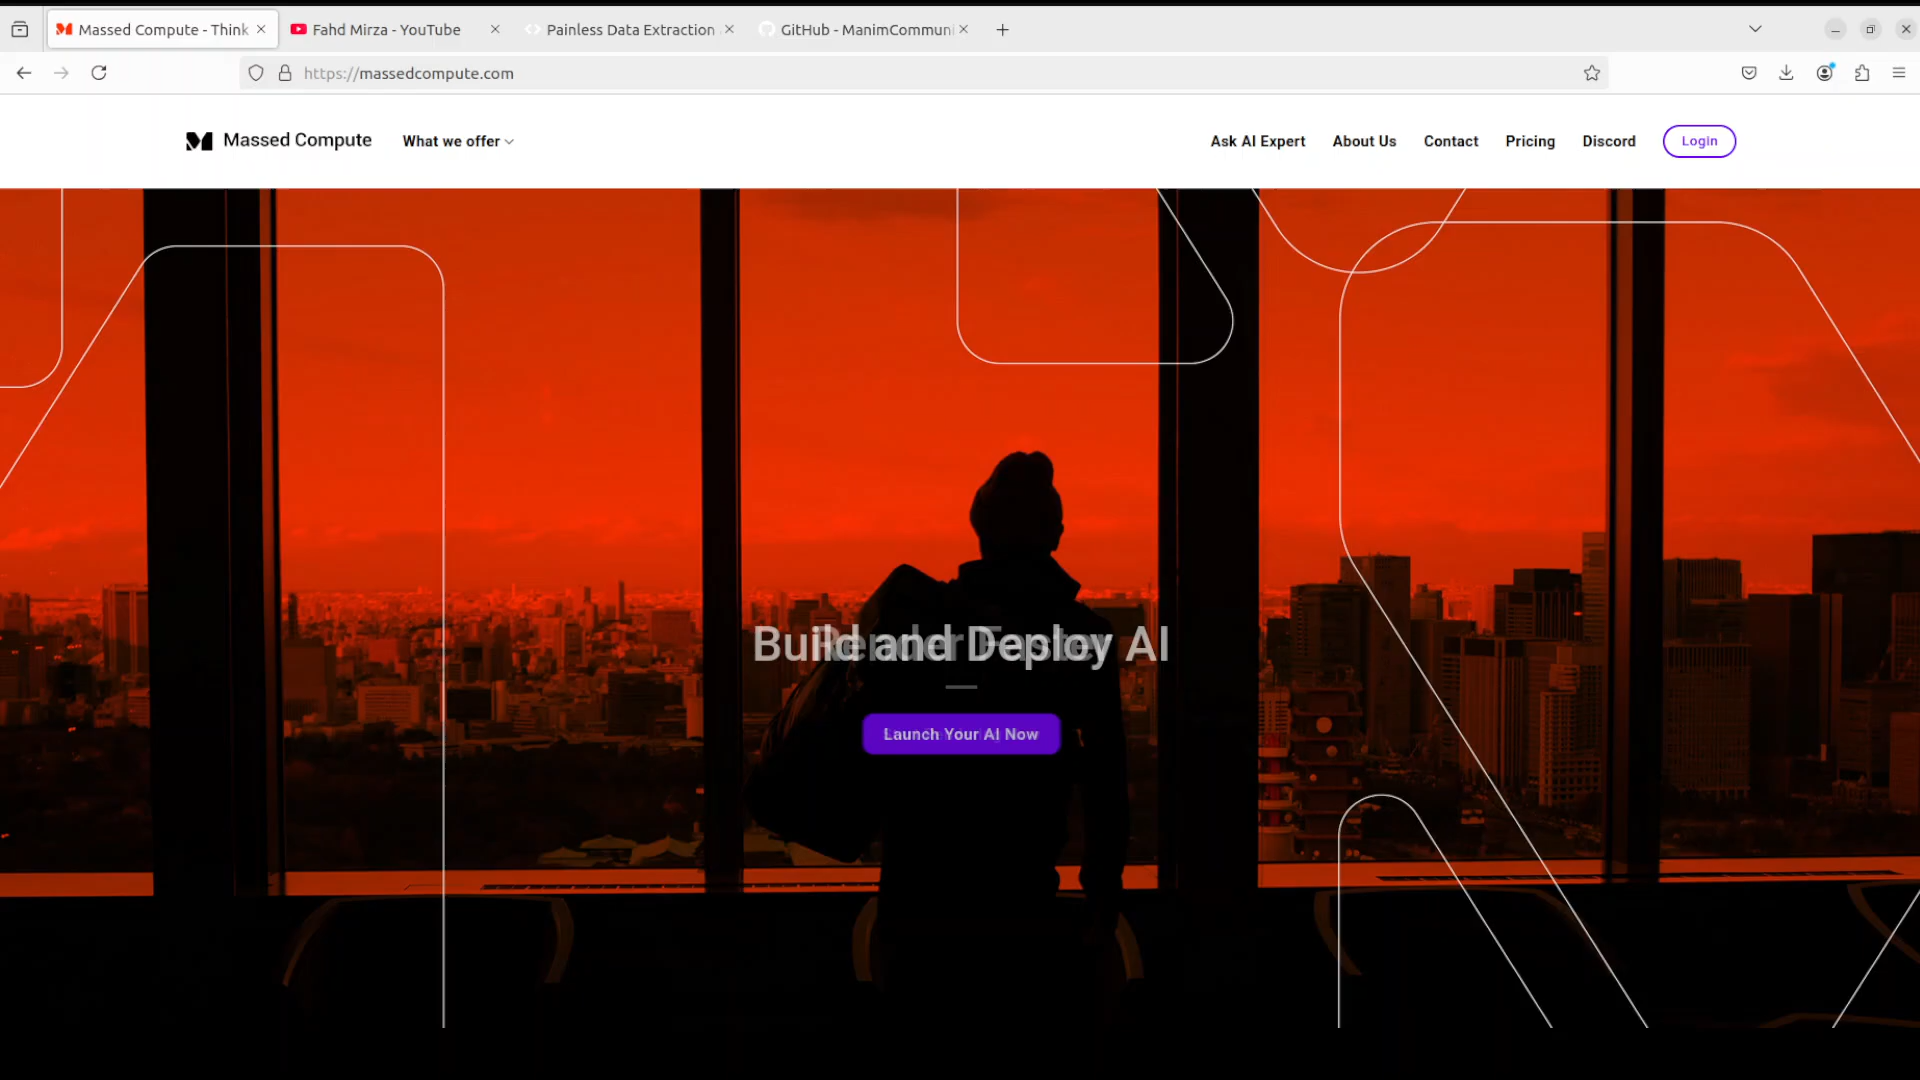 Massed Compute - Think
Fahd Mirza - YouTube
Painless Data Extraction
GitHub - ManimCommuni
https://massedcompute.com
Massed Compute
What we offer
Ask AI Expert
About Us
Contact
Pricing
Discord
Login
Build and Deploy AI
Launch Your AI Now